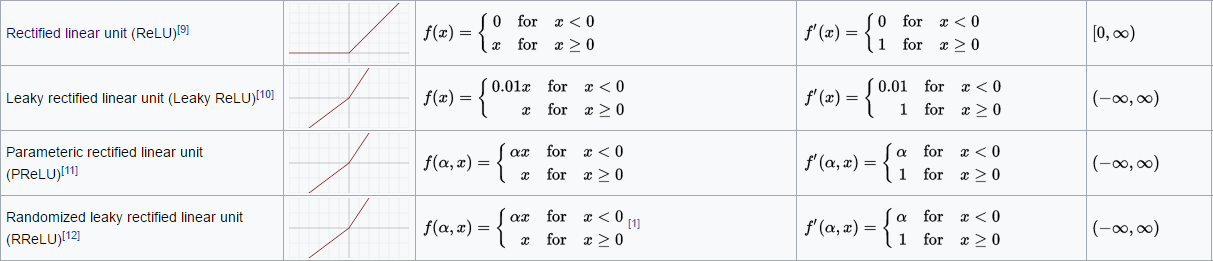 Rectified linear unit (ReLU)[9] f(x) = { 0 for x < 0 f′(x) = { 0 for x < 0 [0, ∞)
x for x ≥ 0 1 for x ≥ 0
Leaky rectified linear unit (Leaky ReLU)[10] f(x) = { 0.01x for x < 0 f′(x) = { 0.01 for x < 0 (−∞, ∞)
x for x ≥ 0 1 for x ≥ 0
Parameteric rectified linear unit
(PReLU)[11] f(α, x) = { αx for x < 0 f′(α, x) = { α for x < 0 (−∞, ∞)
x for x ≥ 0 1 for x ≥ 0
Randomized leaky rectified linear unit
(RReLU)[12] f(α, x) = { αx for x < 0 [1] f′(α, x) = { α for x < 0 (−∞, ∞)
x for x ≥ 0 1 for x ≥ 0